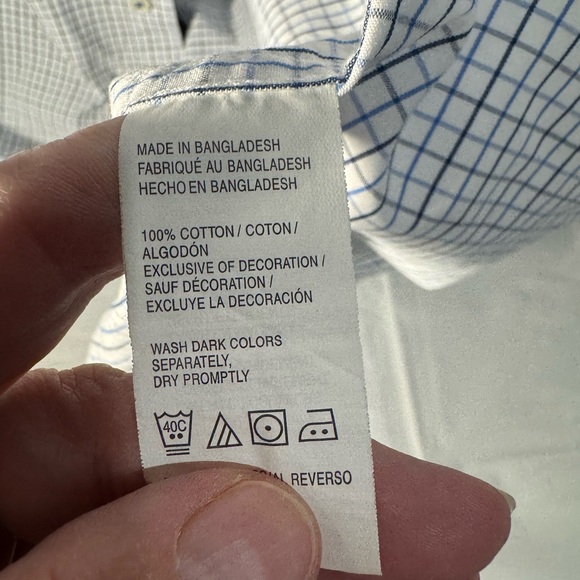 MADE IN BANGLADESH
FABRIQUÉ AU BANGLADESH
HECHO EN BANGLADESH
100% COTTON / COTON /
ALGODÓN
EXCLUSIVE OF DECORATION /
SAUF DÉCORATION /
EXCLUYE LA DECORACIÓN
WASH DARK COLORS
SEPARATELY,
DRY PROMPTLY
40C
REVERSO